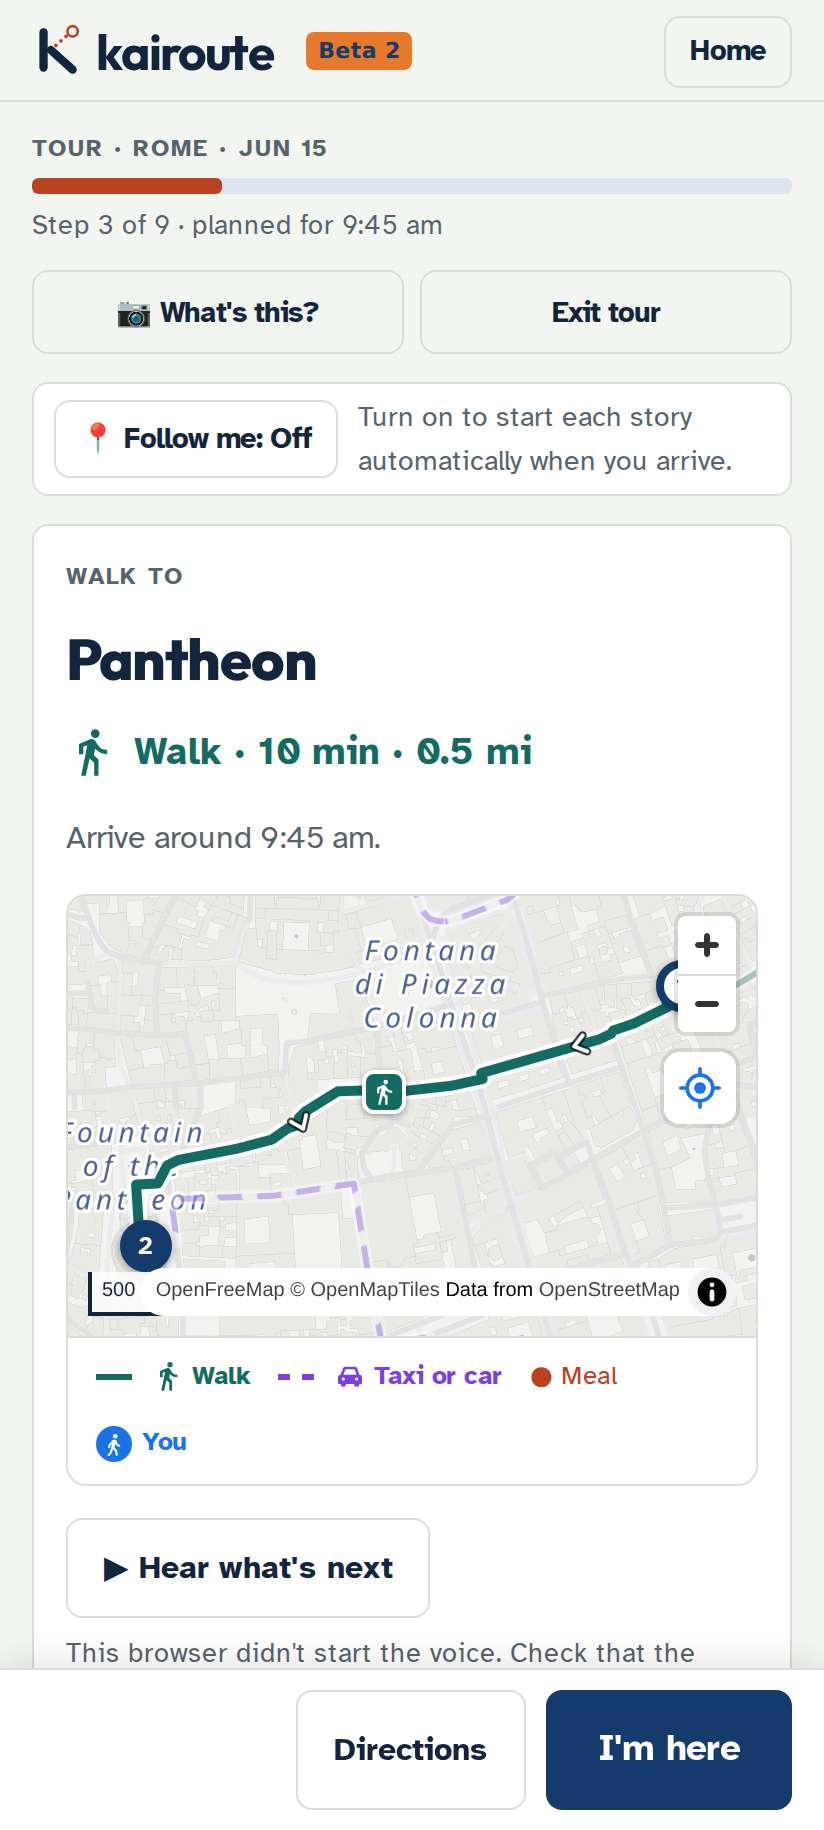 kairoute
Beta 2
Home
TOUR · ROME · JUN 15
Step 3 of 9 · planned for 9:45 am
What's this?
Exit tour
Follow me: Off
Turn on to start each story
automatically when you arrive.
WALK TO
Pantheon
Walk · 10 min · 0.5 mi
Arrive around 9:45 am.
Fontana
di Piazza
Colonna
+
−
Fountain
of the
Pantheon
2
500
OpenFreeMap © OpenMapTiles Data from OpenStreetMap
Walk
Taxi or car
Meal
You
▶ Hear what's next
This browser didn't start the voice. Check that the
Directions
I'm here